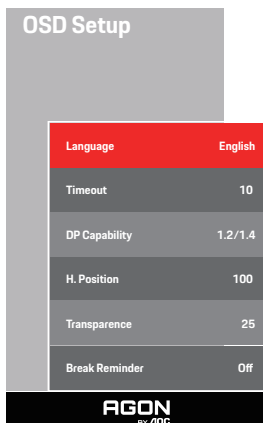 OSD Setup
Language English
Timeout 10
DP Capability 1.2/1.4
H. Position 100
Transparence 25
Break Reminder Off
AGON
BY AOC